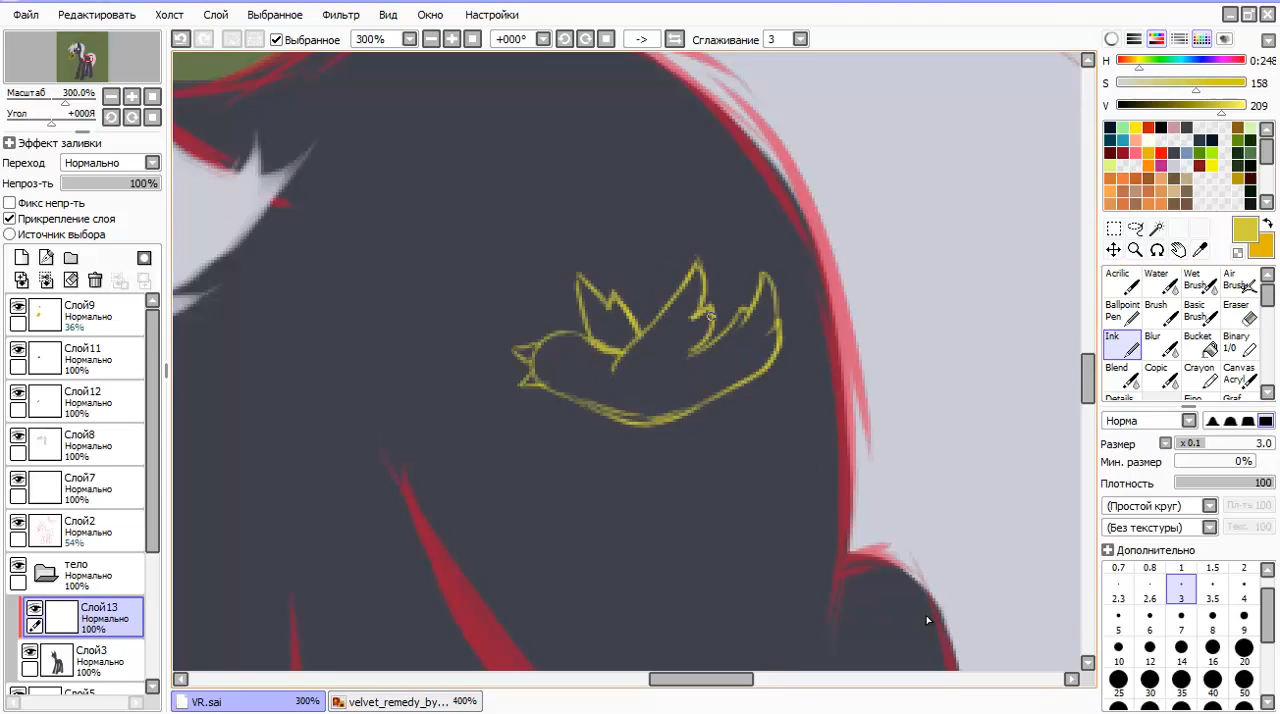 Файл Редактировать Холст Слой Выбранное Фильтр Вид Окно Настройки
Выбранное 300% +000° -> Сглаживание 3
Масштаб 300.0%
Угол +000Я
Эффект заливки
Переход Нормально
Непроз-ть 100%
Фикс непр-ть
Прикрепление слоя
Источник выбора
Слой9
Нормально
36%
Слой11
Нормально
100%
Слой12
Нормально
100%
Слой8
Нормально
100%
Слой7
Нормально
100%
Слой2
Нормально
54%
тело
Нормально
100%
Слой13
Нормально
100%
Слой3
Нормально
100%
H 0:248
S 158
V 209
Acrilic Water Wet Brush Air Brush
Ballpoint Pen Brush Basic Brush Eraser
Ink Blur Bucket Binary 1/0
Blend Copic Crayon Canvas Acryl
Норма
Размер x 0.1 3.0
Мин. размер 0%
Плотность 100
(Простой круг) Пл-ть 100
(Без текстуры) Текс. 100
Дополнительно
0.7 0.8 1 1.5 2
2.3 2.6 3 3.5 4
5 6 7 8 9
10 12 14 16 20
25 30 35 40 50
VR.sai 300% velvet_remedy_by... 400%